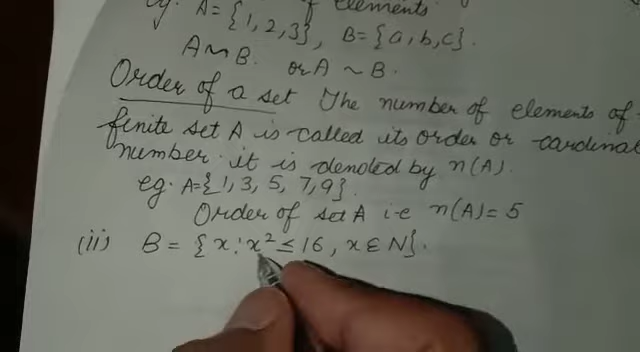 eg. A={1,2,3}, B={a,b,c}.
A~B. or A ~ B.
Order of a set The number of elements of
finite set A is called its order or cardinal
number. it is denoted by n(A).
eg. A={1, 3, 5, 7, 9}.
Order of set A i.e n(A)= 5
(ii) B = {x : x² ≤ 16, x ∈ N}.